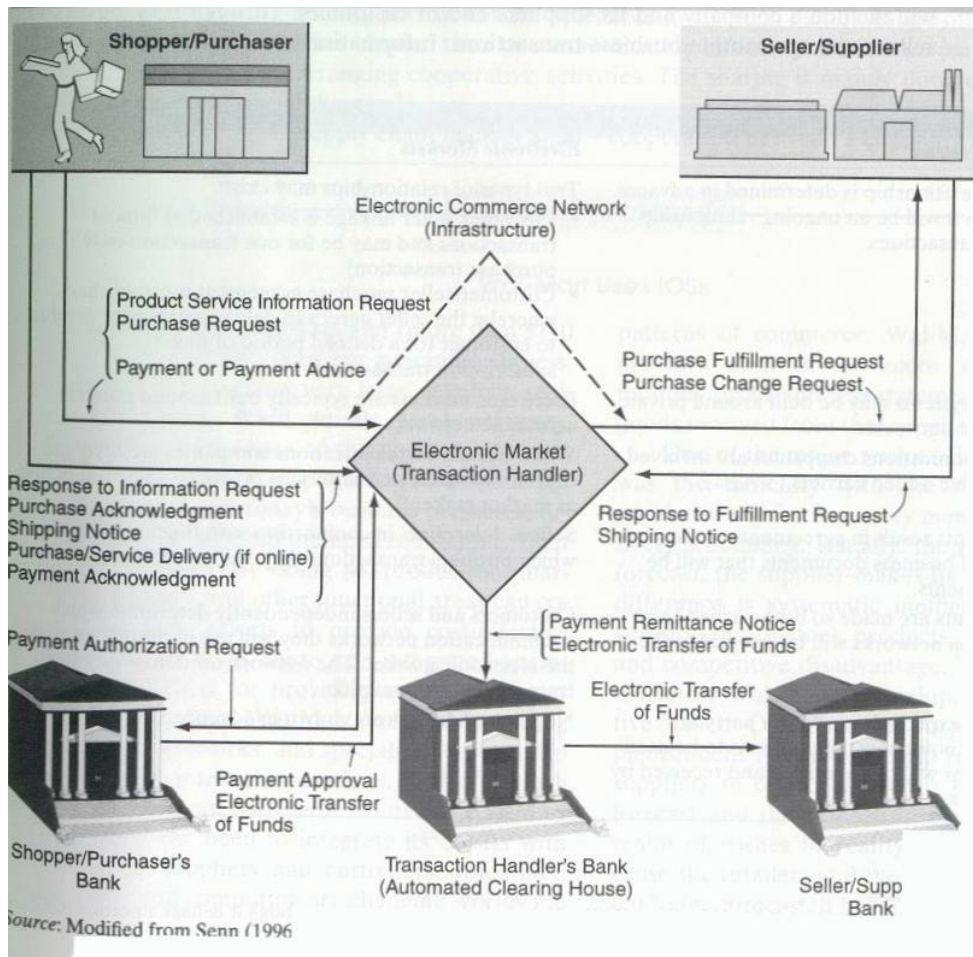 Shopper/Purchaser
Seller/Supplier
Electronic Commerce Network
(Infrastructure)
Product Service Information Request
Purchase Request
Payment or Payment Advice
Purchase Fulfillment Request
Purchase Change Request
Electronic Market
(Transaction Handler)
Response to Information Request
Purchase Acknowledgment
Shipping Notice
Purchase/Service Delivery (if online)
Payment Acknowledgment
Response to Fulfillment Request
Shipping Notice
Payment Remittance Notice
Electronic Transfer of Funds
Payment Authorization Request
Electronic Transfer
of Funds
Payment Approval
Electronic Transfer
of Funds
Shopper/Purchaser's
Bank
Transaction Handler's Bank
(Automated Clearing House)
Seller/Supp
Bank
Source: Modified from Senn (1996